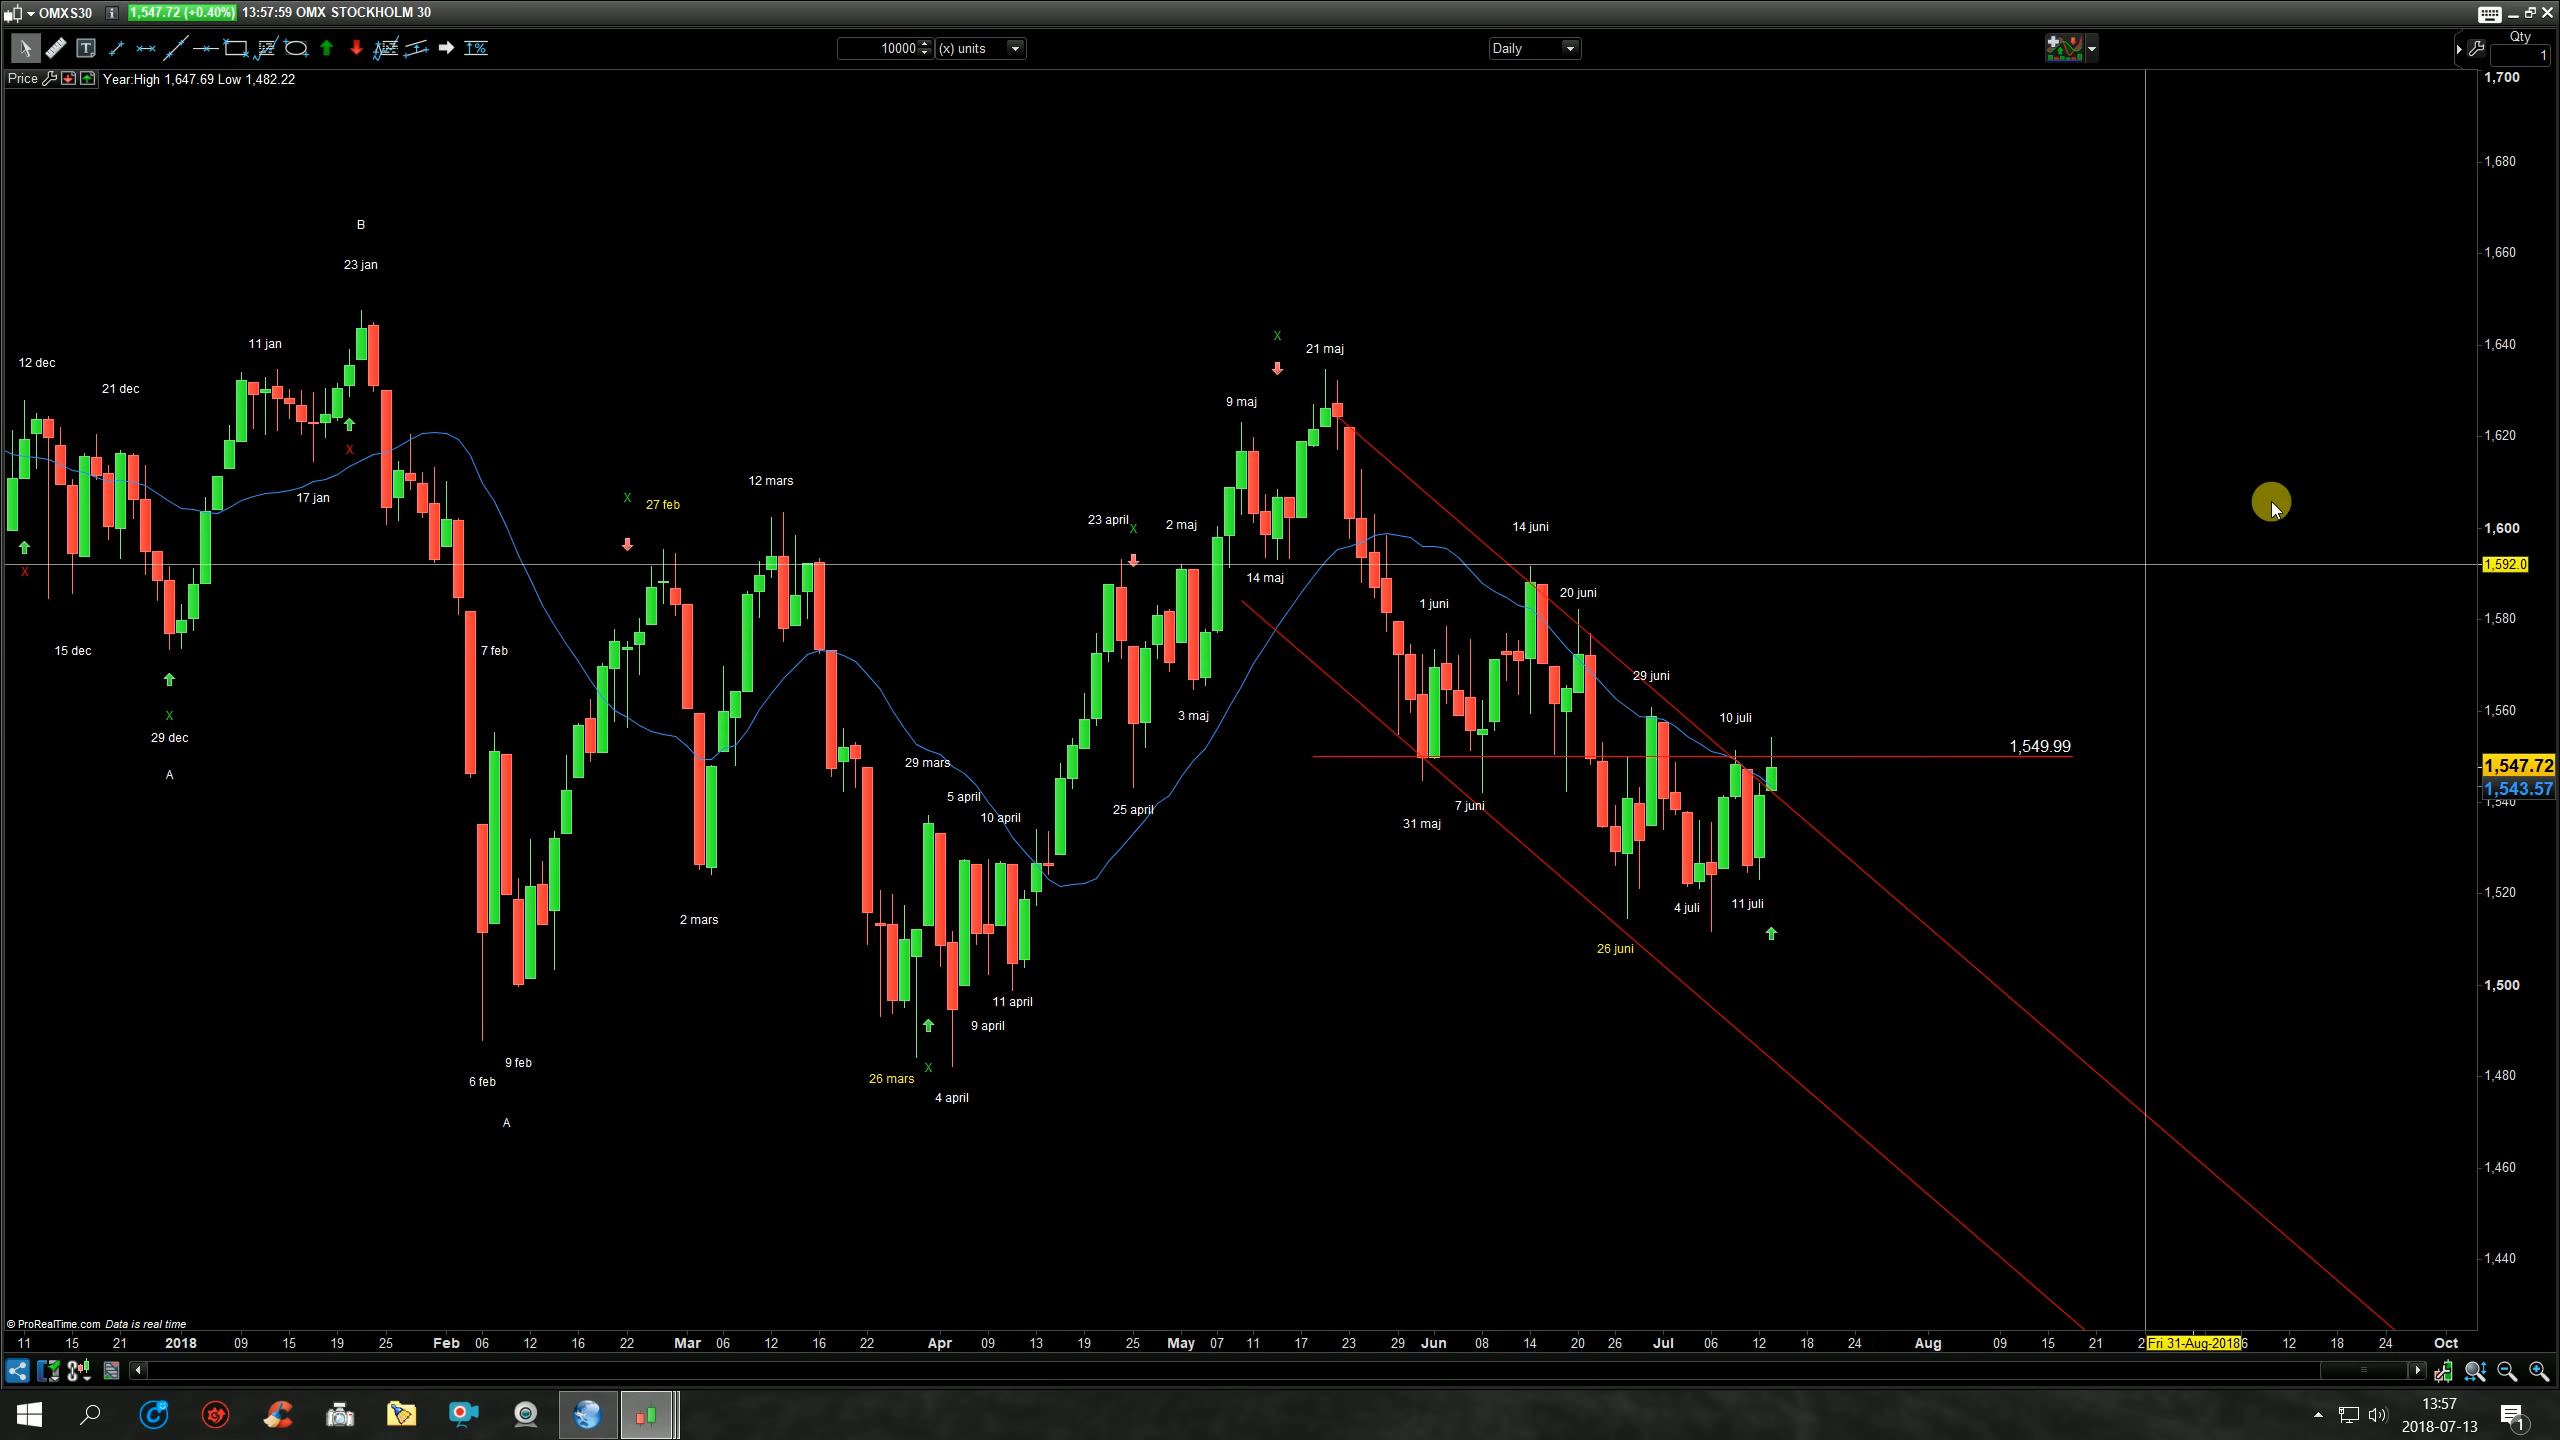 OMXS30 1,547.72 (+0.40%) 13:57:59 OMX STOCKHOLM 30
10000 (x) units Daily Qty
1
Price Year:High 1,647.69 Low 1,482.22
1,700
1,680
B
1,660
23 jan
X
11 jan
21 maj
1,640
12 dec
21 dec
9 maj
1,620
X
12 mars
17 jan
X
27 feb
23 april
X
2 maj
14 juni
1,600
X
1,592.0
14 maj
20 juni
1 juni
1,580
15 dec
7 feb
29 juni
X
3 maj
1,560
10 juli
29 dec
1,549.99
29 mars
1,547.72
A
1,543.57
5 april
1,540
25 april
7 juni
10 april
31 maj
1,520
11 juli
4 juli
2 mars
26 juni
1,500
11 april
9 april
9 feb
X
1,480
26 mars
6 feb
4 april
A
1,460
1,440
© ProRealTime.com Data is real time
11 15 21 2018 09 15 19 25 Feb 06 12 16 22 Mar 06 12 16 22 Apr 09 13 19 25 May 07 11 17 23 29 Jun 08 14 20 26 Jul 06 12 18 24 Aug 09 15 21 2 Fri 31-Aug-2018 6 12 18 24 Oct
13:57
2018-07-13
1